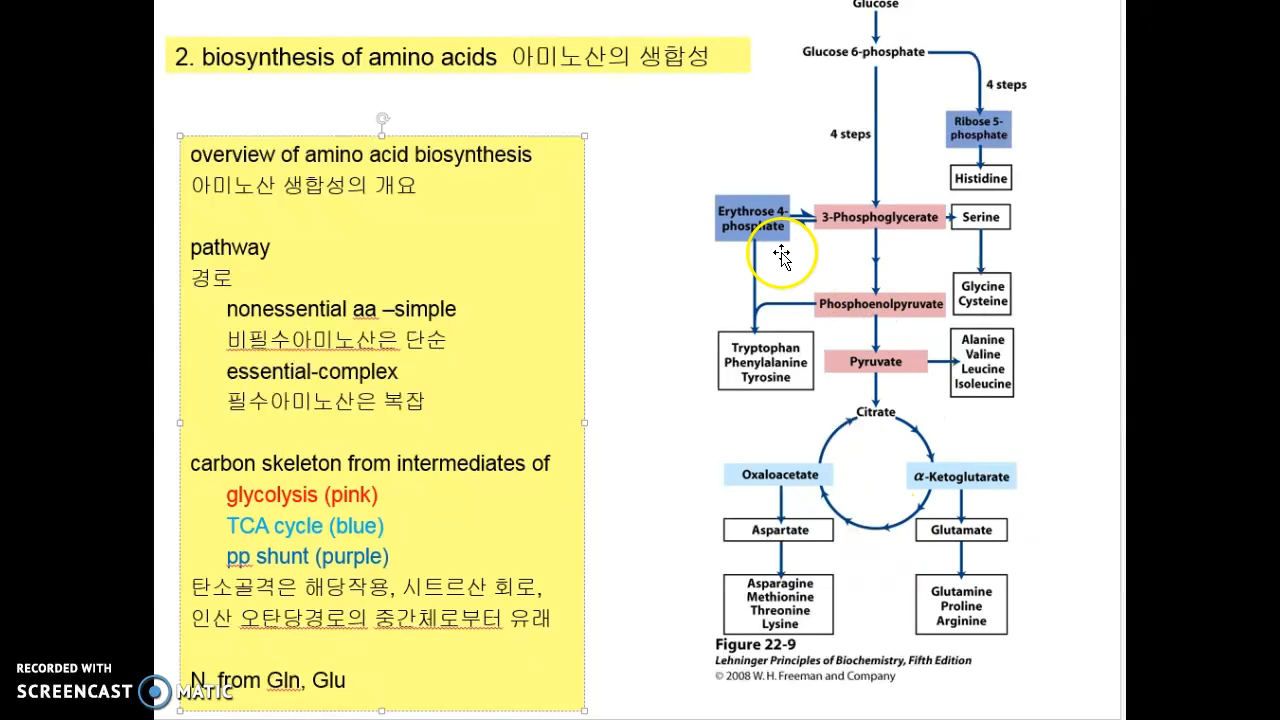 2. biosynthesis of amino acids 아미노산의 생합성
overview of amino acid biosynthesis
아미노산 생합성의 개요
pathway
경로
nonessential aa –simple
비필수아미노산은 단순
essential-complex
필수아미노산은 복잡
carbon skeleton from intermediates of
glycolysis (pink)
TCA cycle (blue)
pp shunt (purple)
탄소골격은 해당작용, 시트르산 회로,
인산 오탄당경로의 중간체로부터 유래
N from Gln, Glu
Glucose
Glucose 6-phosphate
4 steps
4 steps
Ribose 5-
phosphate
Histidine
Erythrose 4-
phosphate
3-Phosphoglycerate
Serine
Glycine
Cysteine
Phosphoenolpyruvate
Tryptophan
Phenylalanine
Tyrosine
Pyruvate
Alanine
Valine
Leucine
Isoleucine
Citrate
Oxaloacetate
α-Ketoglutarate
Aspartate
Glutamate
Asparagine
Methionine
Threonine
Lysine
Glutamine
Proline
Arginine
Figure 22-9
Lehninger Principles of Biochemistry, Fifth Edition
© 2008 W. H. Freeman and Company
RECORDED WITH
SCREENCAST MATIC